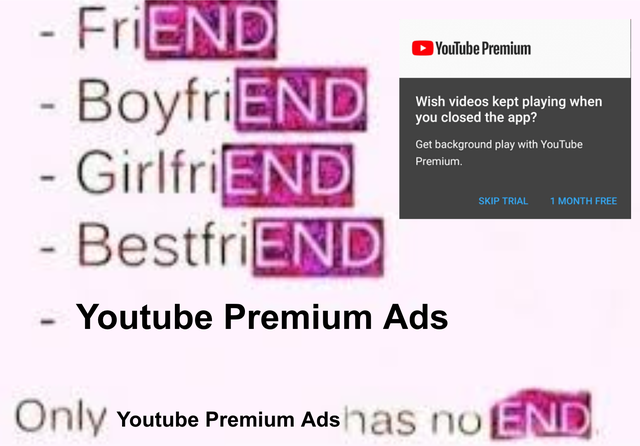 - FriEND
- BoyfriEND
- GirlfriEND
- BestfriEND
- Youtube Premium Ads
Only Youtube Premium Ads has no END.
YouTube Premium
Wish videos kept playing when
you closed the app?
Get background play with YouTube
Premium.
SKIP TRIAL 1 MONTH FREE